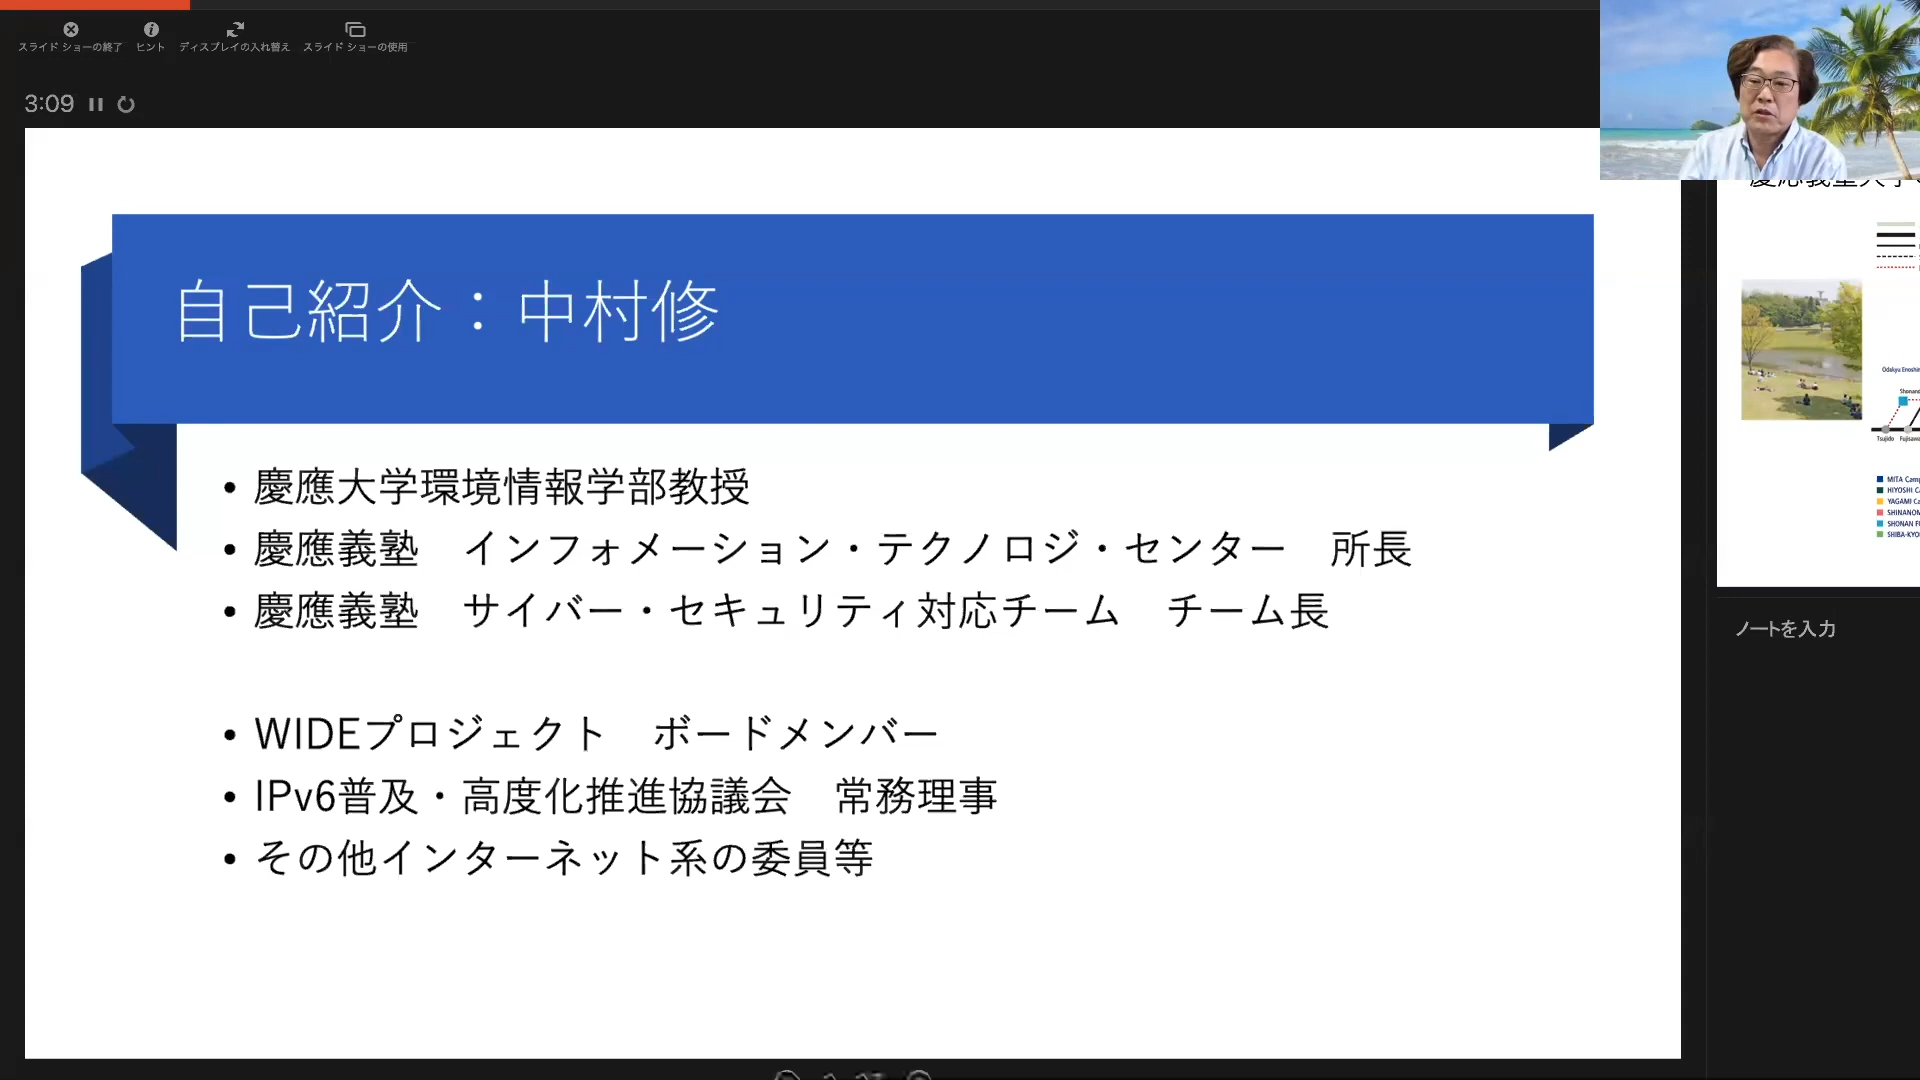 スライド ショーの終了 ヒント ディスプレイの入れ替え スライド ショーの使用
3:09
自己紹介：中村修
• 慶應大学環境情報学部教授
• 慶應義塾　インフォメーション・テクノロジ・センター　所長
• 慶應義塾　サイバー・セキュリティ対応チーム　チーム長
• WIDEプロジェクト　ボードメンバー
• IPv6普及・高度化推進協議会　常務理事
• その他インターネット系の委員等
Odakyu
Tsujido
MITA
HIYOSHI
YAGAMI
SHONAN
ノートを入力